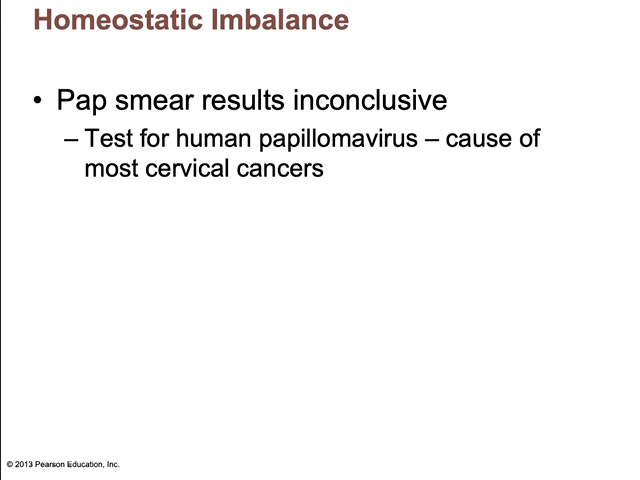 Homeostatic Imbalance
• Pap smear results inconclusive
– Test for human papillomavirus – cause of
most cervical cancers
© 2013 Pearson Education, Inc.